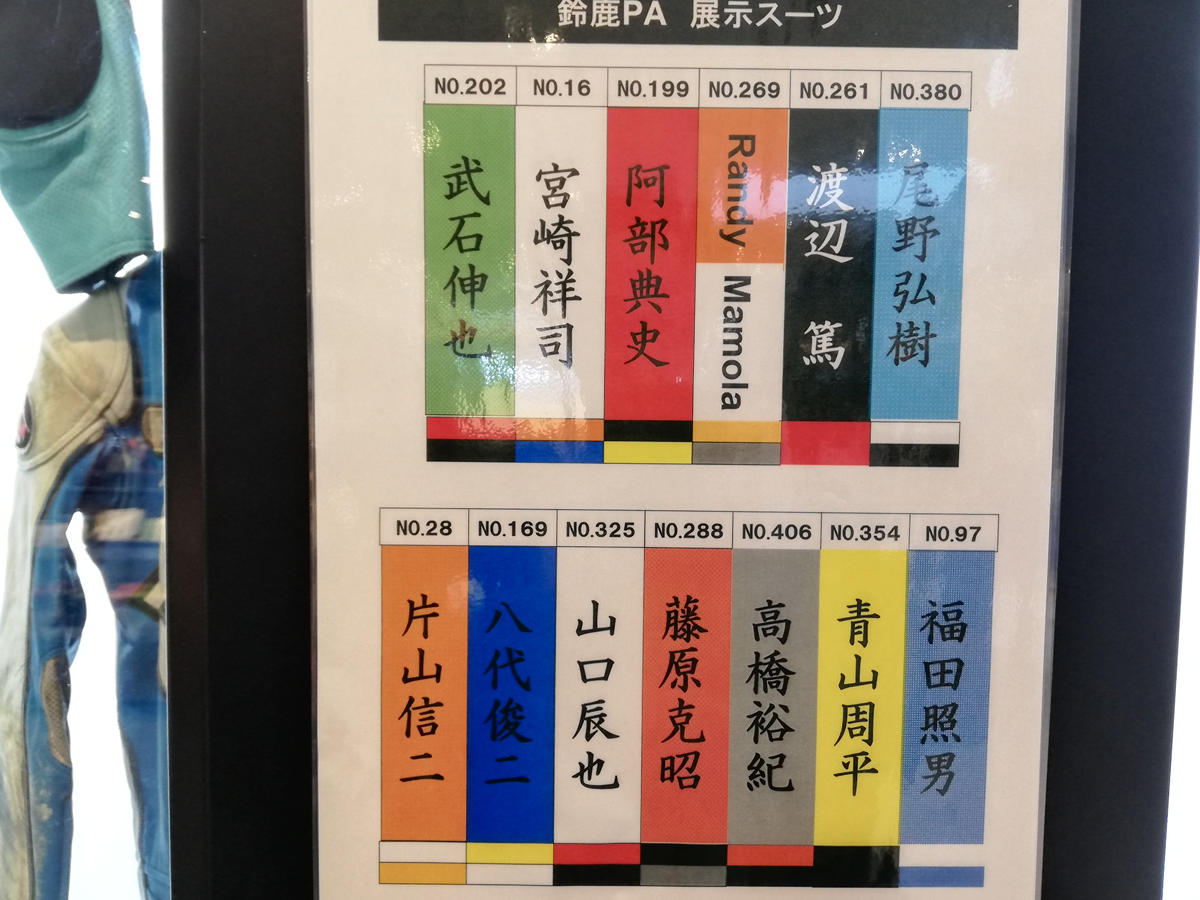 鈴鹿PA 展示スーツ
NO.202 NO.16 NO.199 NO.269 NO.261 NO.380
武石伸也
宮崎祥司
阿部典史
Randy Mamola
渡辺 篤
尾野弘樹
NO.28 NO.169 NO.325 NO.288 NO.406 NO.354 NO.97
片山信二
八代俊二
山口辰也
藤原克昭
高橋裕紀
青山周平
福田照男